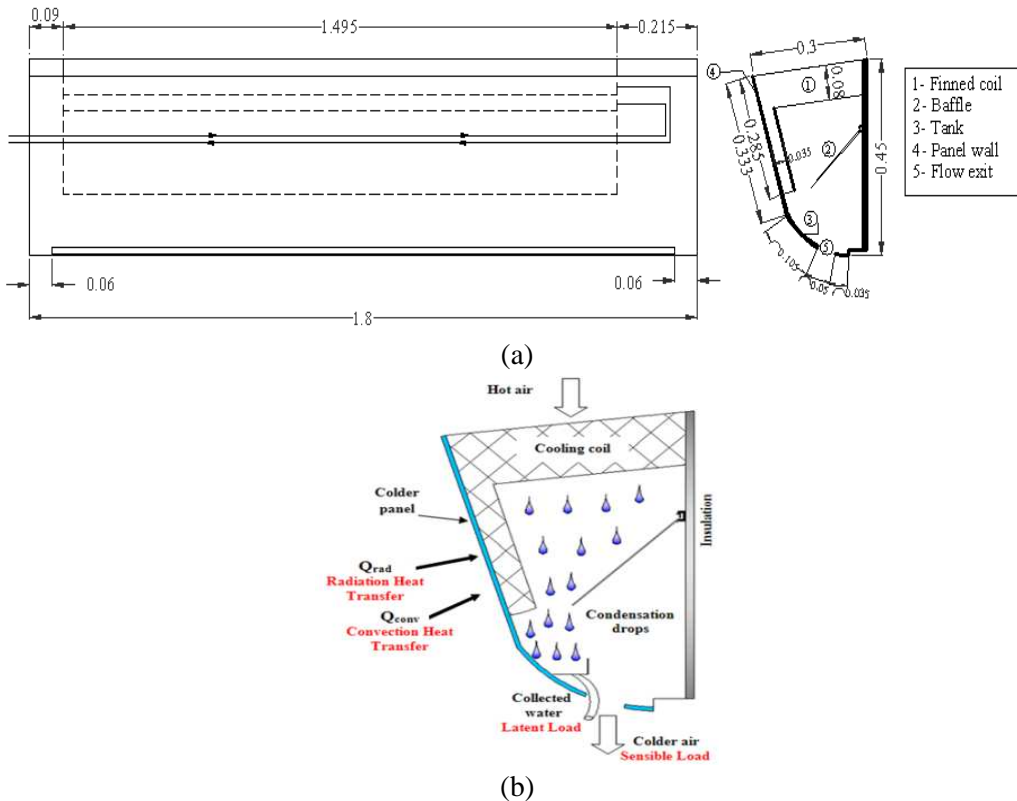 0.09
1.495
0.215
0.06
0.06
1.8
0.3
4
1
0.08
0.285
0.333
0.035
2
0.45
3
5
0.105
0.05
0.035
1- Finned coil
2- Baffle
3- Tank
4- Panel wall
5- Flow exit
(a)
Hot air
Cooling coil
Colder
panel
Insulation
Qrad
Radiation Heat
Transfer
Qconv
Convection Heat
Transfer
Condensation
drops
Collected
water
Latent Load
Colder air
Sensible Load
(b)